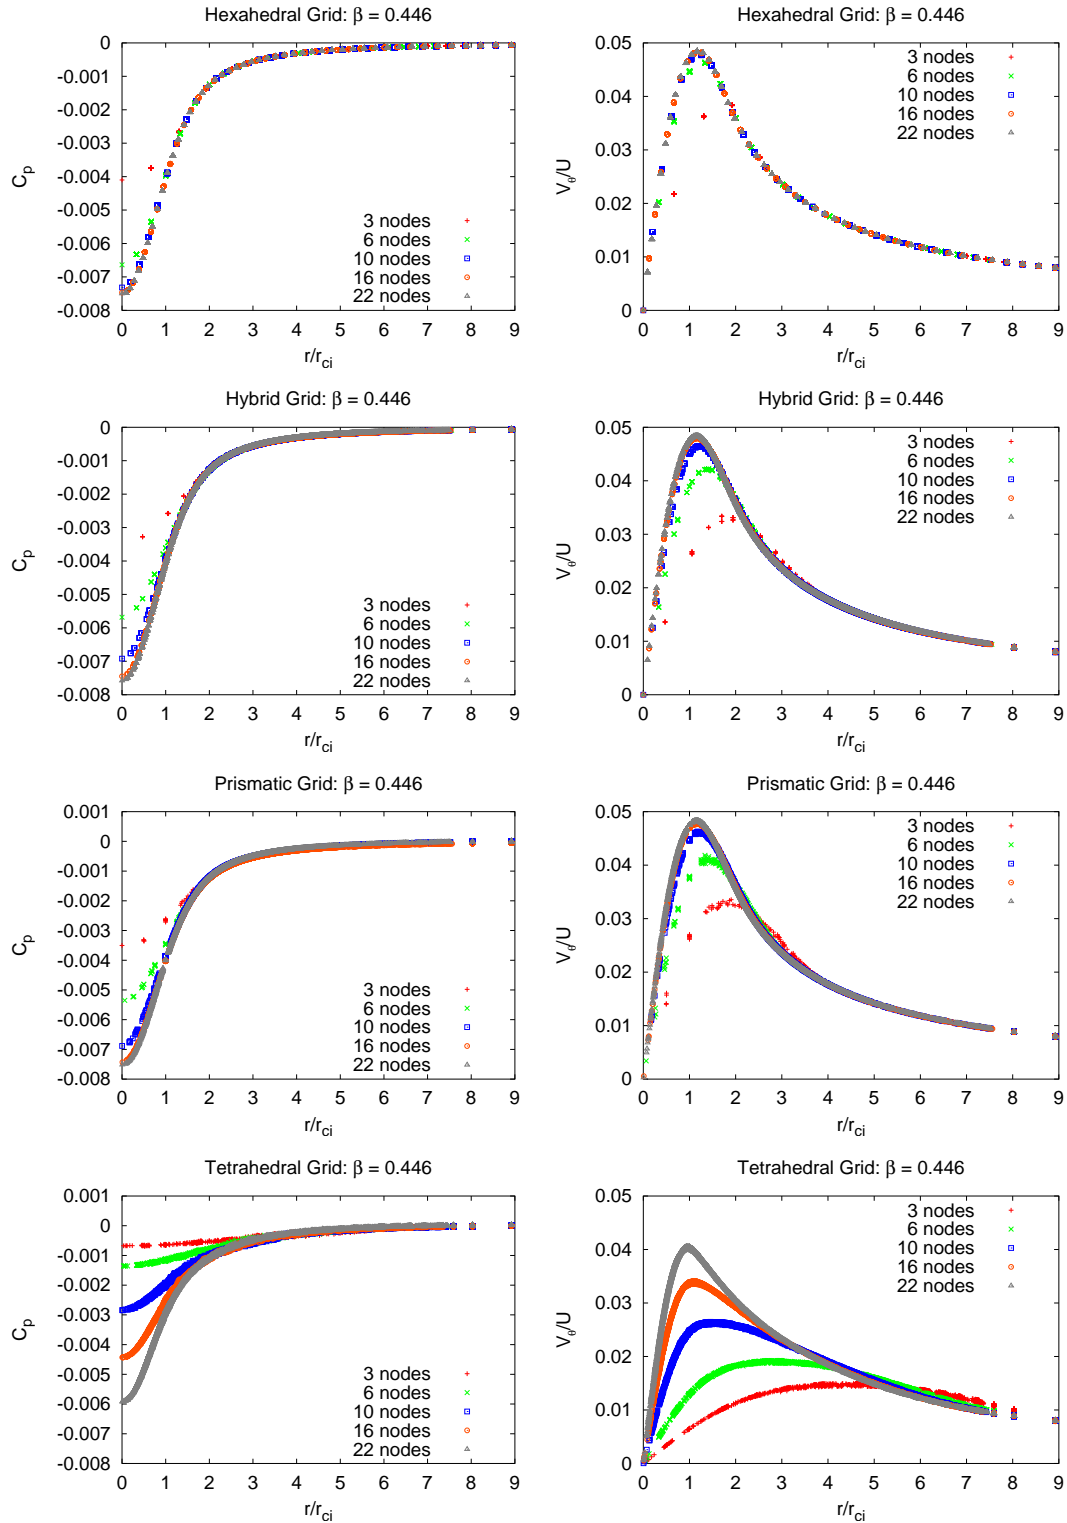 Hexahedral Grid: β = 0.446
0
-0.001
-0.002
-0.003
-0.004
-0.005
-0.006
-0.007
-0.008
C_p
3 nodes
6 nodes
10 nodes
16 nodes
22 nodes
0 1 2 3 4 5 6 7 8 9
r/r_ci
Hexahedral Grid: β = 0.446
0.05
0.04
0.03
0.02
0.01
0
V_θ/U
3 nodes
6 nodes
10 nodes
16 nodes
22 nodes
0 1 2 3 4 5 6 7 8 9
r/r_ci
Hybrid Grid: β = 0.446
0
-0.001
-0.002
-0.003
-0.004
-0.005
-0.006
-0.007
-0.008
C_p
3 nodes
6 nodes
10 nodes
16 nodes
22 nodes
0 1 2 3 4 5 6 7 8 9
r/r_ci
Hybrid Grid: β = 0.446
0.05
0.04
0.03
0.02
0.01
0
V_θ/U
3 nodes
6 nodes
10 nodes
16 nodes
22 nodes
0 1 2 3 4 5 6 7 8 9
r/r_ci
Prismatic Grid: β = 0.446
0.001
0
-0.001
-0.002
-0.003
-0.004
-0.005
-0.006
-0.007
-0.008
C_p
3 nodes
6 nodes
10 nodes
16 nodes
22 nodes
0 1 2 3 4 5 6 7 8 9
r/r_ci
Prismatic Grid: β = 0.446
0.05
0.04
0.03
0.02
0.01
0
V_θ/U
3 nodes
6 nodes
10 nodes
16 nodes
22 nodes
0 1 2 3 4 5 6 7 8 9
r/r_ci
Tetrahedral Grid: β = 0.446
0.001
0
-0.001
-0.002
-0.003
-0.004
-0.005
-0.006
-0.007
-0.008
C_p
3 nodes
6 nodes
10 nodes
16 nodes
22 nodes
0 1 2 3 4 5 6 7 8 9
r/r_ci
Tetrahedral Grid: β = 0.446
0.05
0.04
0.03
0.02
0.01
0
V_θ/U
3 nodes
6 nodes
10 nodes
16 nodes
22 nodes
0 1 2 3 4 5 6 7 8 9
r/r_ci